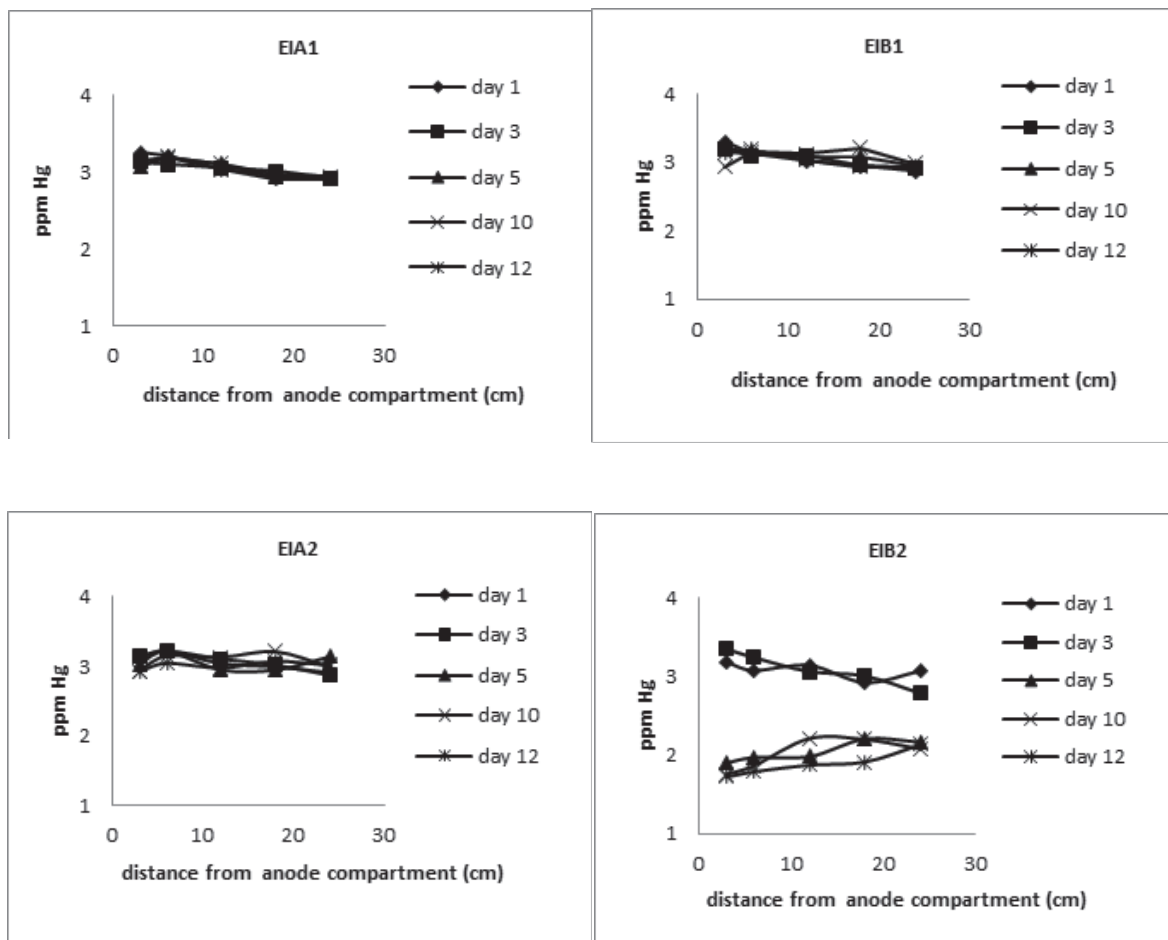 EIA1
4
3
2
1
ppm Hg
0 10 20 30
distance from anode compartment (cm)
day 1
day 3
day 5
day 10
day 12
EIB1
4
3
2
1
ppm Hg
0 10 20 30
distance from anode compartment (cm)
day 1
day 3
day 5
day 10
day 12
EIA2
4
3
2
1
ppm Hg
0 10 20 30
distance from anode compartment (cm)
day 1
day 3
day 5
day 10
day 12
EIB2
4
3
2
1
ppm Hg
0 10 20 30
distance from anode compartment (cm)
day 1
day 3
day 5
day 10
day 12